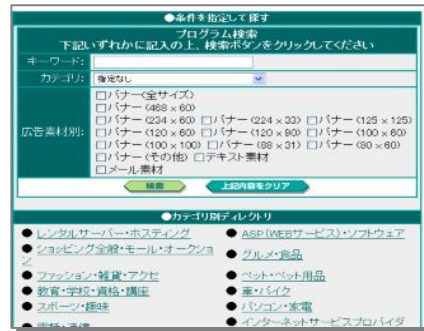 ●条件を指定して探す
プログラム検索
下記いずれかに記入の上、検索ボタンをクリックしてください
キーワード:
カテゴリ: 指定なし
広告素材別:
□バナー(全サイズ)
□バナー(468×60)
□バナー(234×60) □バナー(224×33) □バナー(125×125)
□バナー(120×60) □バナー(120×90) □バナー(100×60)
□バナー(100×100) □バナー(88×31) □バナー(80×60)
□バナー(その他) □テキスト素材
□メール素材
検索 上記内容をクリア
●カテゴリ別ディレクトリ
● レンタルサーバー・ホスティング ● ASP(WEBサービス)・ソフトウェア
● ショッピング全般・モール・オークション ● グルメ・食品
● ファッション・雑貨・アクセ ● ペット・ペット用品
● 教育・学校・資格・講座 ● 車・バイク
● スポーツ・趣味 ● パソコン・家電
● インターネットサービスプロバイダ